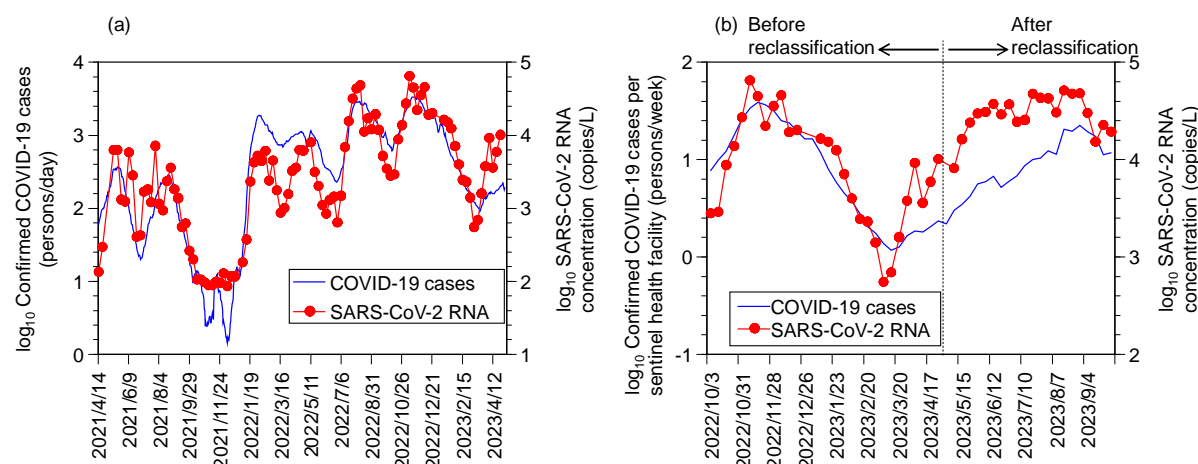 (a)
log10 Confirmed COVID-19 cases
(persons/day)
4
3
2
1
0
5
4
3
2
1
log10 SARS-CoV-2 RNA
concentration (copies/L)
COVID-19 cases
SARS-CoV-2 RNA
2021/4/14
2021/6/9
2021/8/4
2021/9/29
2021/11/24
2022/1/19
2022/3/16
2022/5/11
2022/7/6
2022/8/31
2022/10/26
2022/12/21
2023/2/15
2023/4/12
(b)
Before
reclassification
After
reclassification
log10 Confirmed COVID-19 cases per
sentinel health facility (persons/week)
2
1
0
-1
5
4
3
2
log10 SARS-CoV-2 RNA
concentration (copies/L)
COVID-19 cases
SARS-CoV-2 RNA
2022/10/3
2022/10/31
2022/11/28
2022/12/26
2023/1/23
2023/2/20
2023/3/20
2023/4/17
2023/5/15
2023/6/12
2023/7/10
2023/8/7
2023/9/4